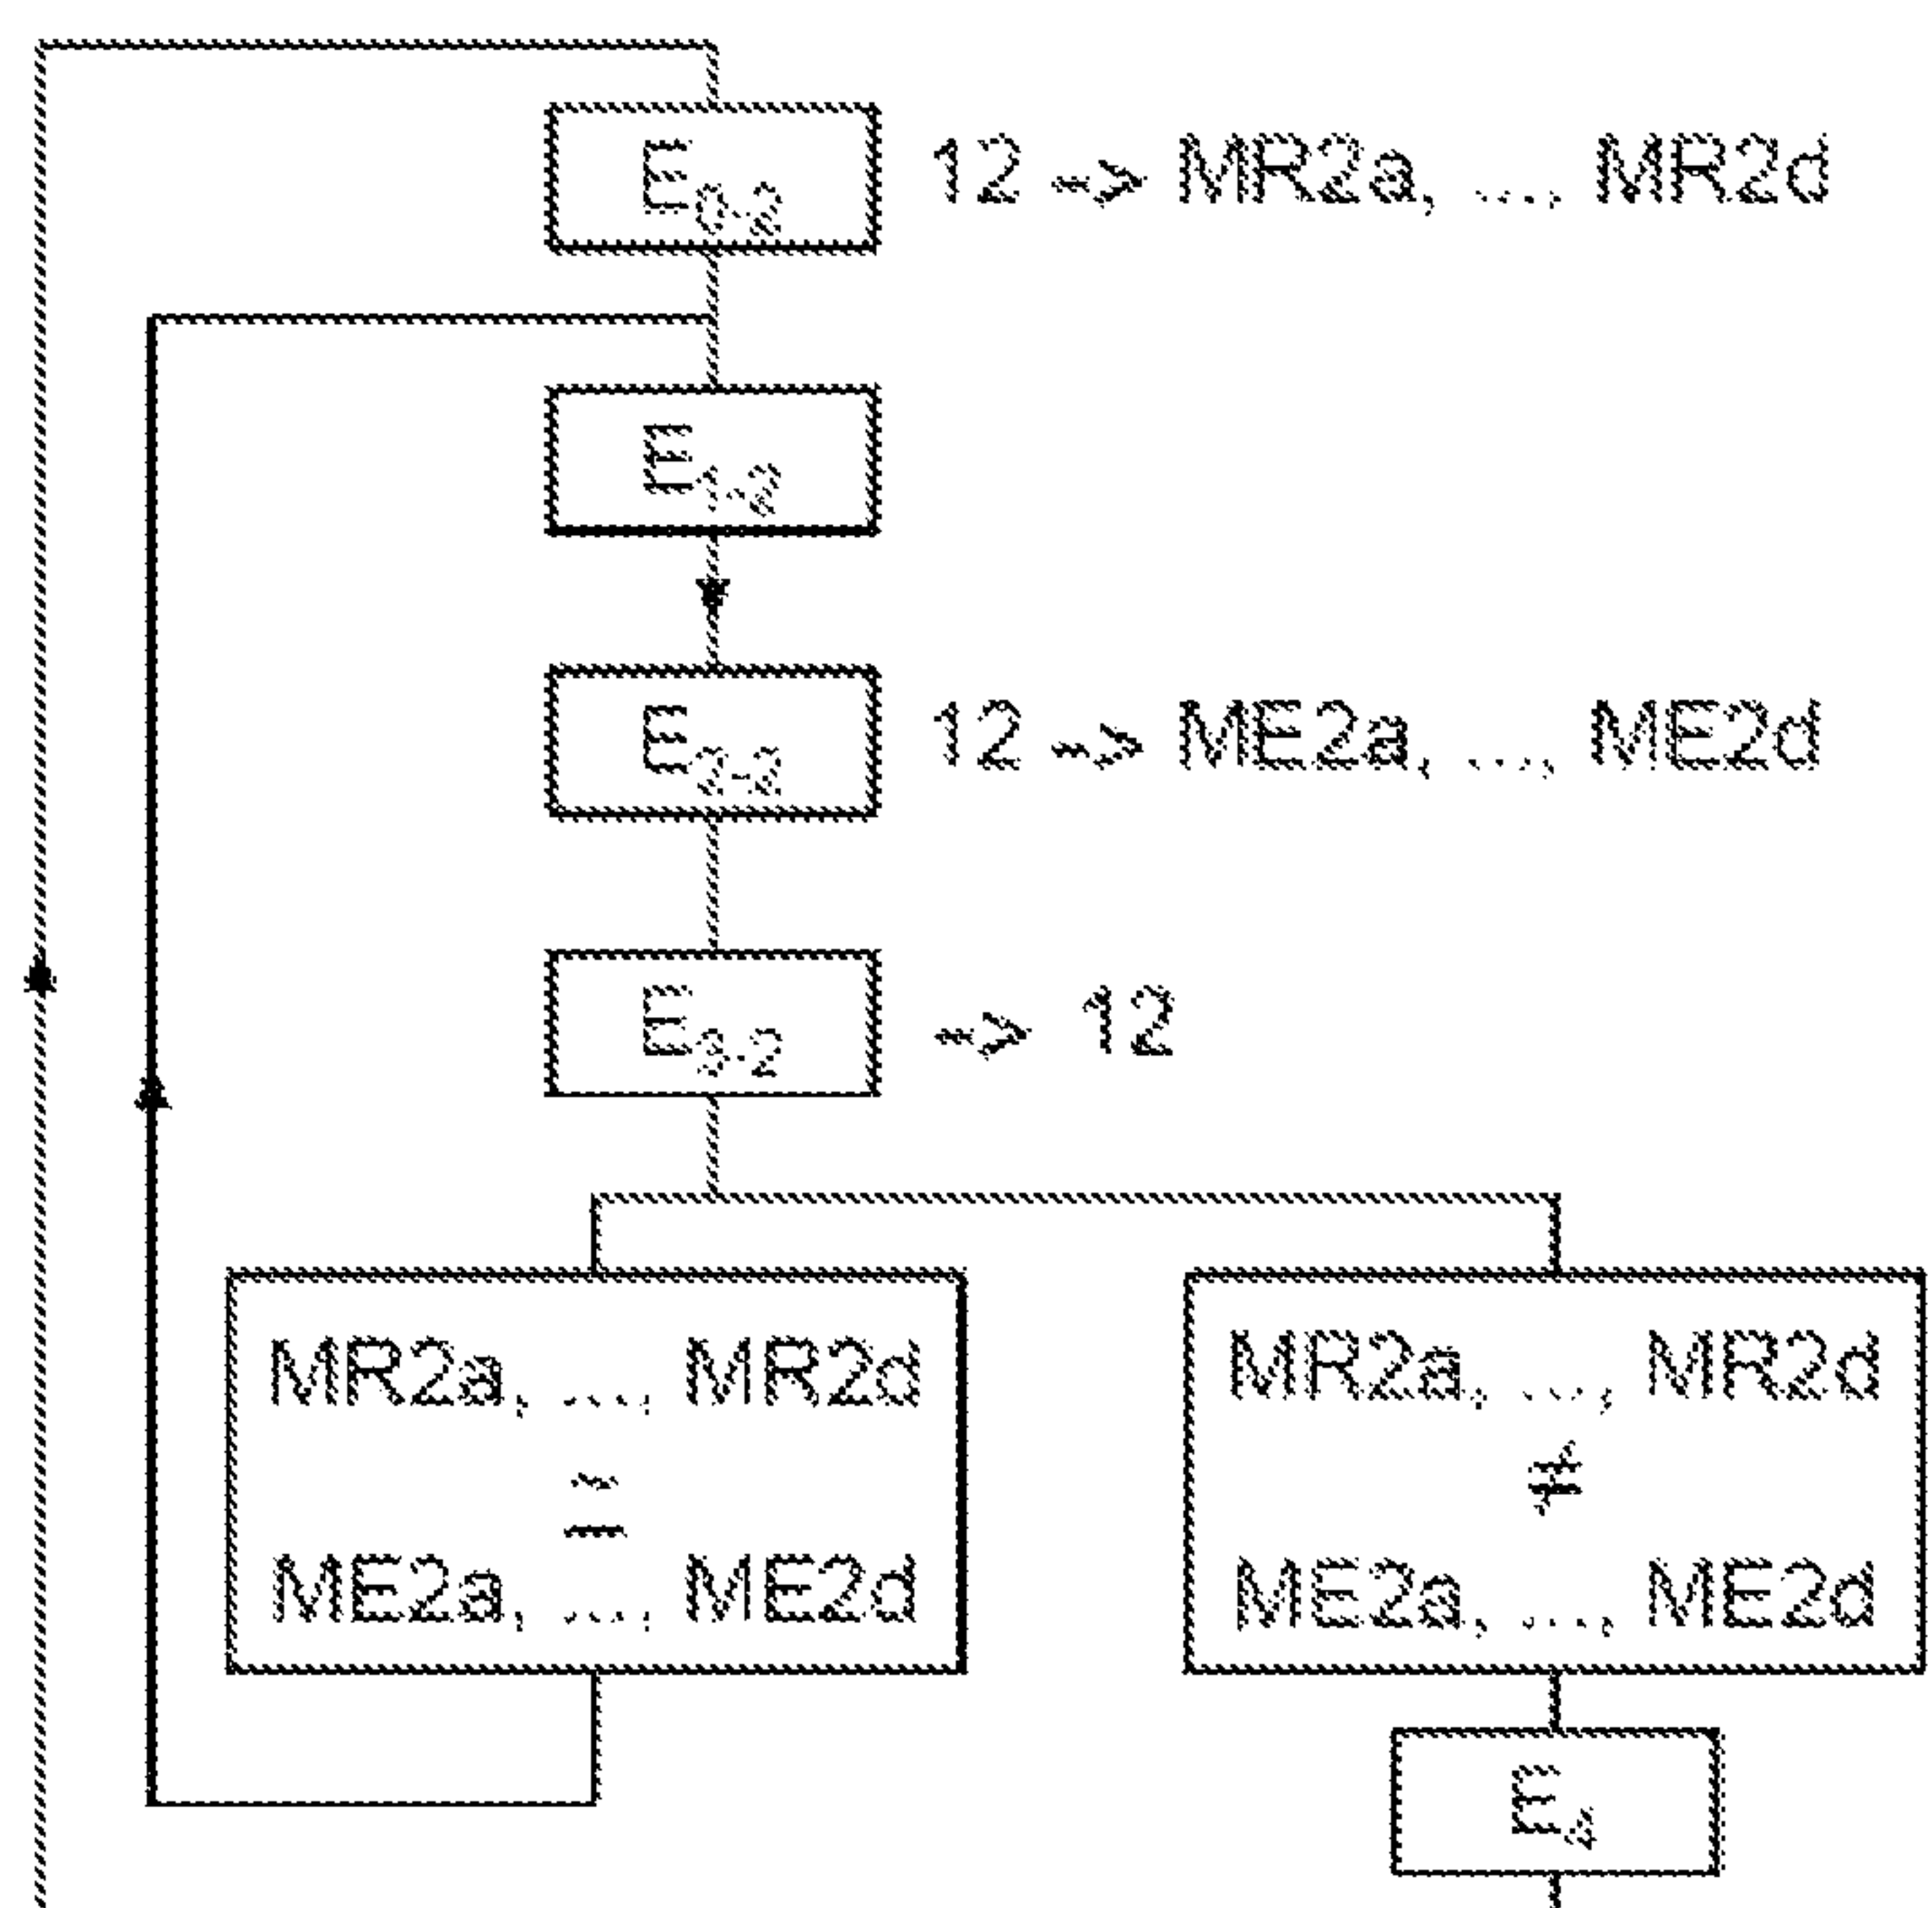 E0-2 12 -> MR2a, ..., MR2d
E1-2
E2-2 12 -> ME2a, ..., ME2d
E3-2 -> 12
MR2a, ..., MR2d
≃
ME2a, ..., ME2d
MR2a, ..., MR2d
≠
ME2a, ..., ME2d
E4